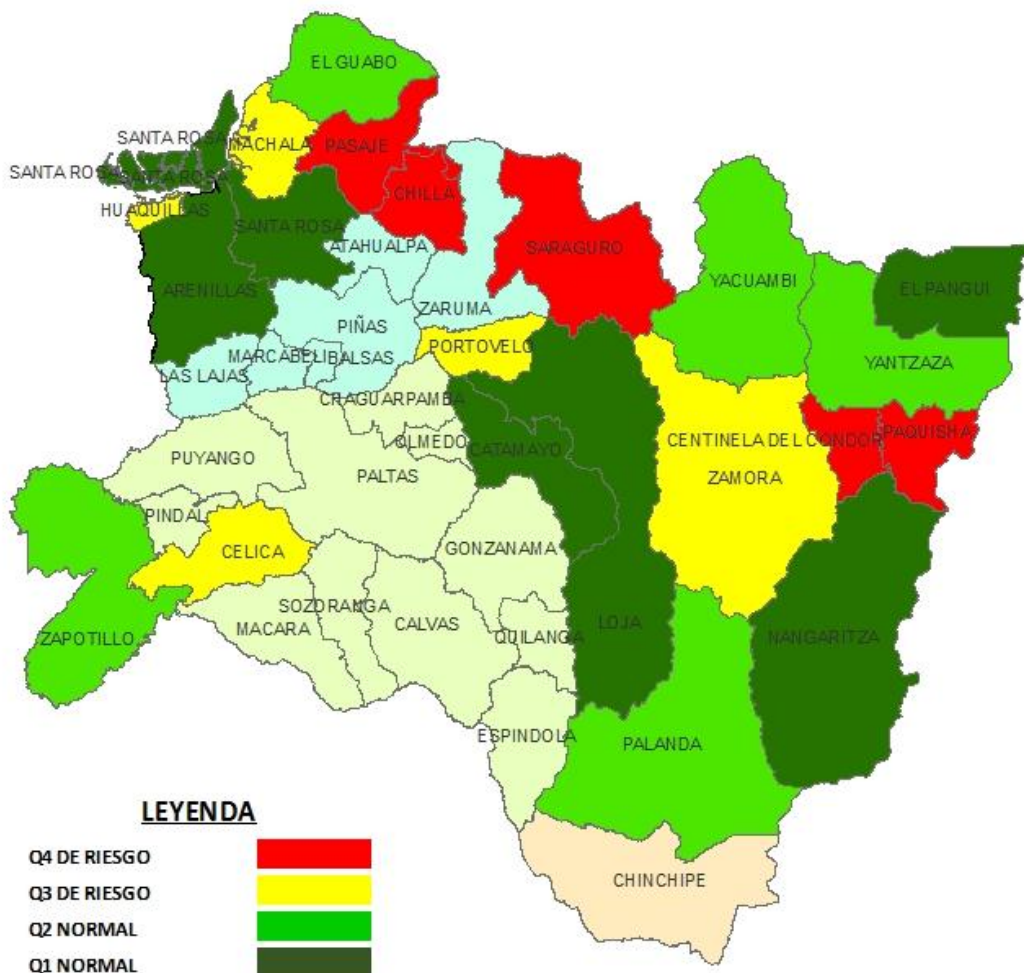 EL GUABO
SANTA ROSA
MACHALA
PASAJE
SANTA ROSA
SANTA ROSA
CHILLA
HUAQUILLAS
SANTA ROSA
ATAHUALPA
SARAGURO
YACUAMBI
EL PANGUI
ARENILLAS
ZARUMA
PIÑAS
PORTOVELO
MARCABELI
BALSAS
YANTZAZA
LAS LAJAS
CHAGUARPAMBA
OLMEDO
CATAMAYO
CENTINELA DEL CONDOR
PAQUISHA
PUYANGO
PALTAS
ZAMORA
PINDAL
CELICA
GONZANAMA
SOZORANGA
ZAPOTILLO
MACARA
CALVAS
QUILANGA
LOJA
NANGARITZA
ESPINDOLA
PALANDA
CHINCHIPE
LEYENDA
Q4 DE RIESGO
Q3 DE RIESGO
Q2 NORMAL
Q1 NORMAL